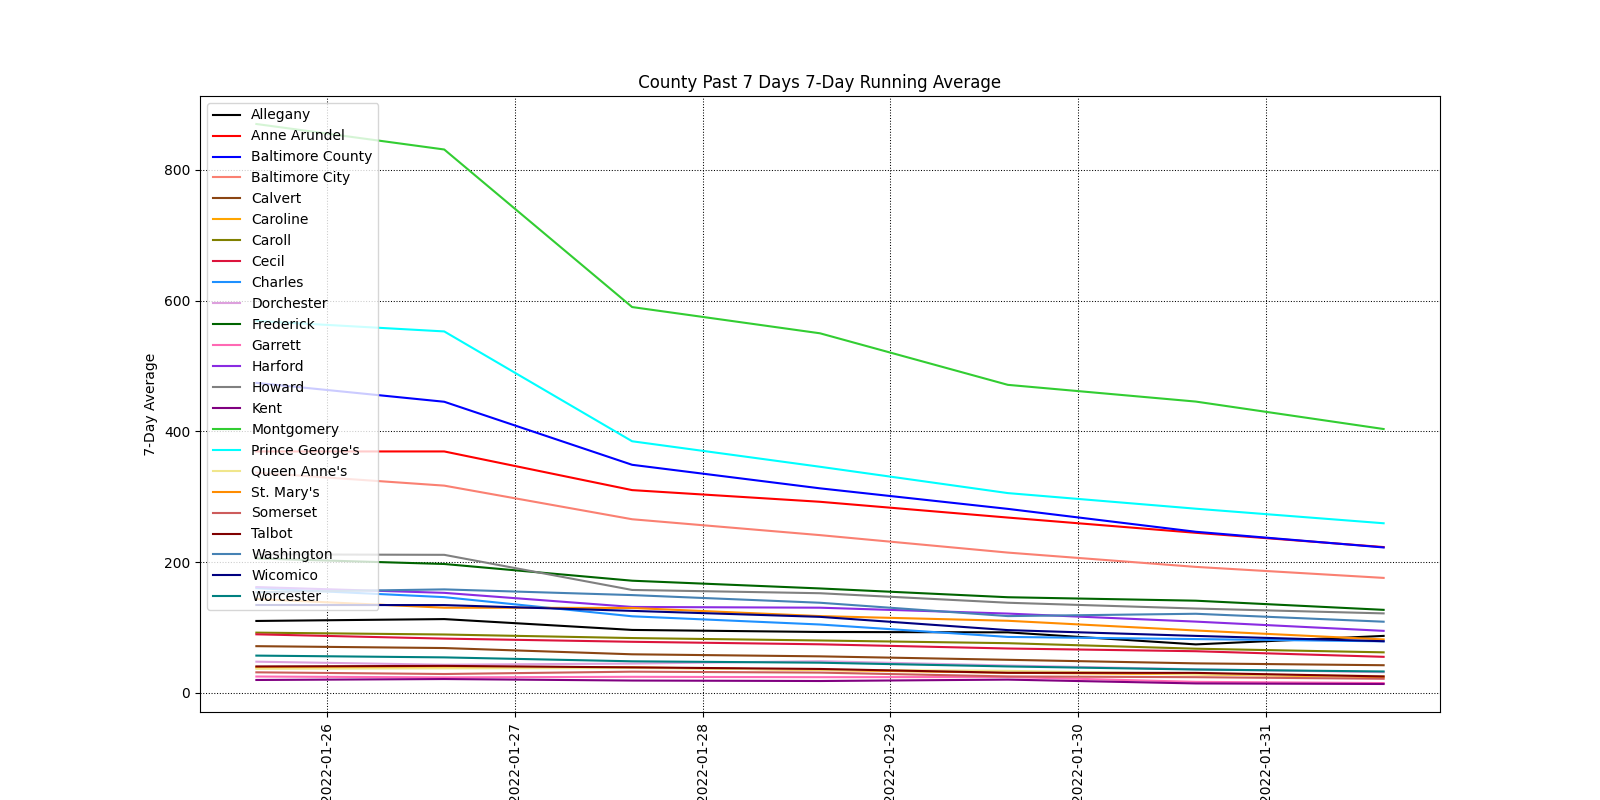 County Past 7 Days 7-Day Running Average
Allegany
Anne Arundel
Baltimore County
Baltimore City
Calvert
Caroline
Caroll
Cecil
Charles
Dorchester
Frederick
Garrett
Harford
Howard
Kent
Montgomery
Prince George's
Queen Anne's
St. Mary's
Somerset
Talbot
Washington
Wicomico
Worcester
7-Day Average
800
600
400
200
0
2022-01-26
2022-01-27
2022-01-28
2022-01-29
2022-01-30
2022-01-31